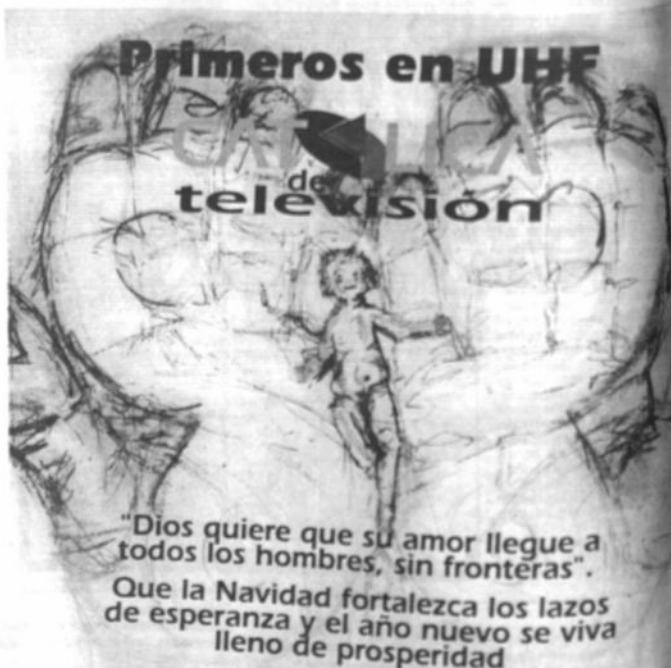 Primeros en UHF
CATÓLICA
de
televisión
"Dios quiere que su amor llegue a
todos los hombres, sin fronteras".
Que la Navidad fortalezca los lazos
de esperanza y el año nuevo se viva
lleno de prosperidad